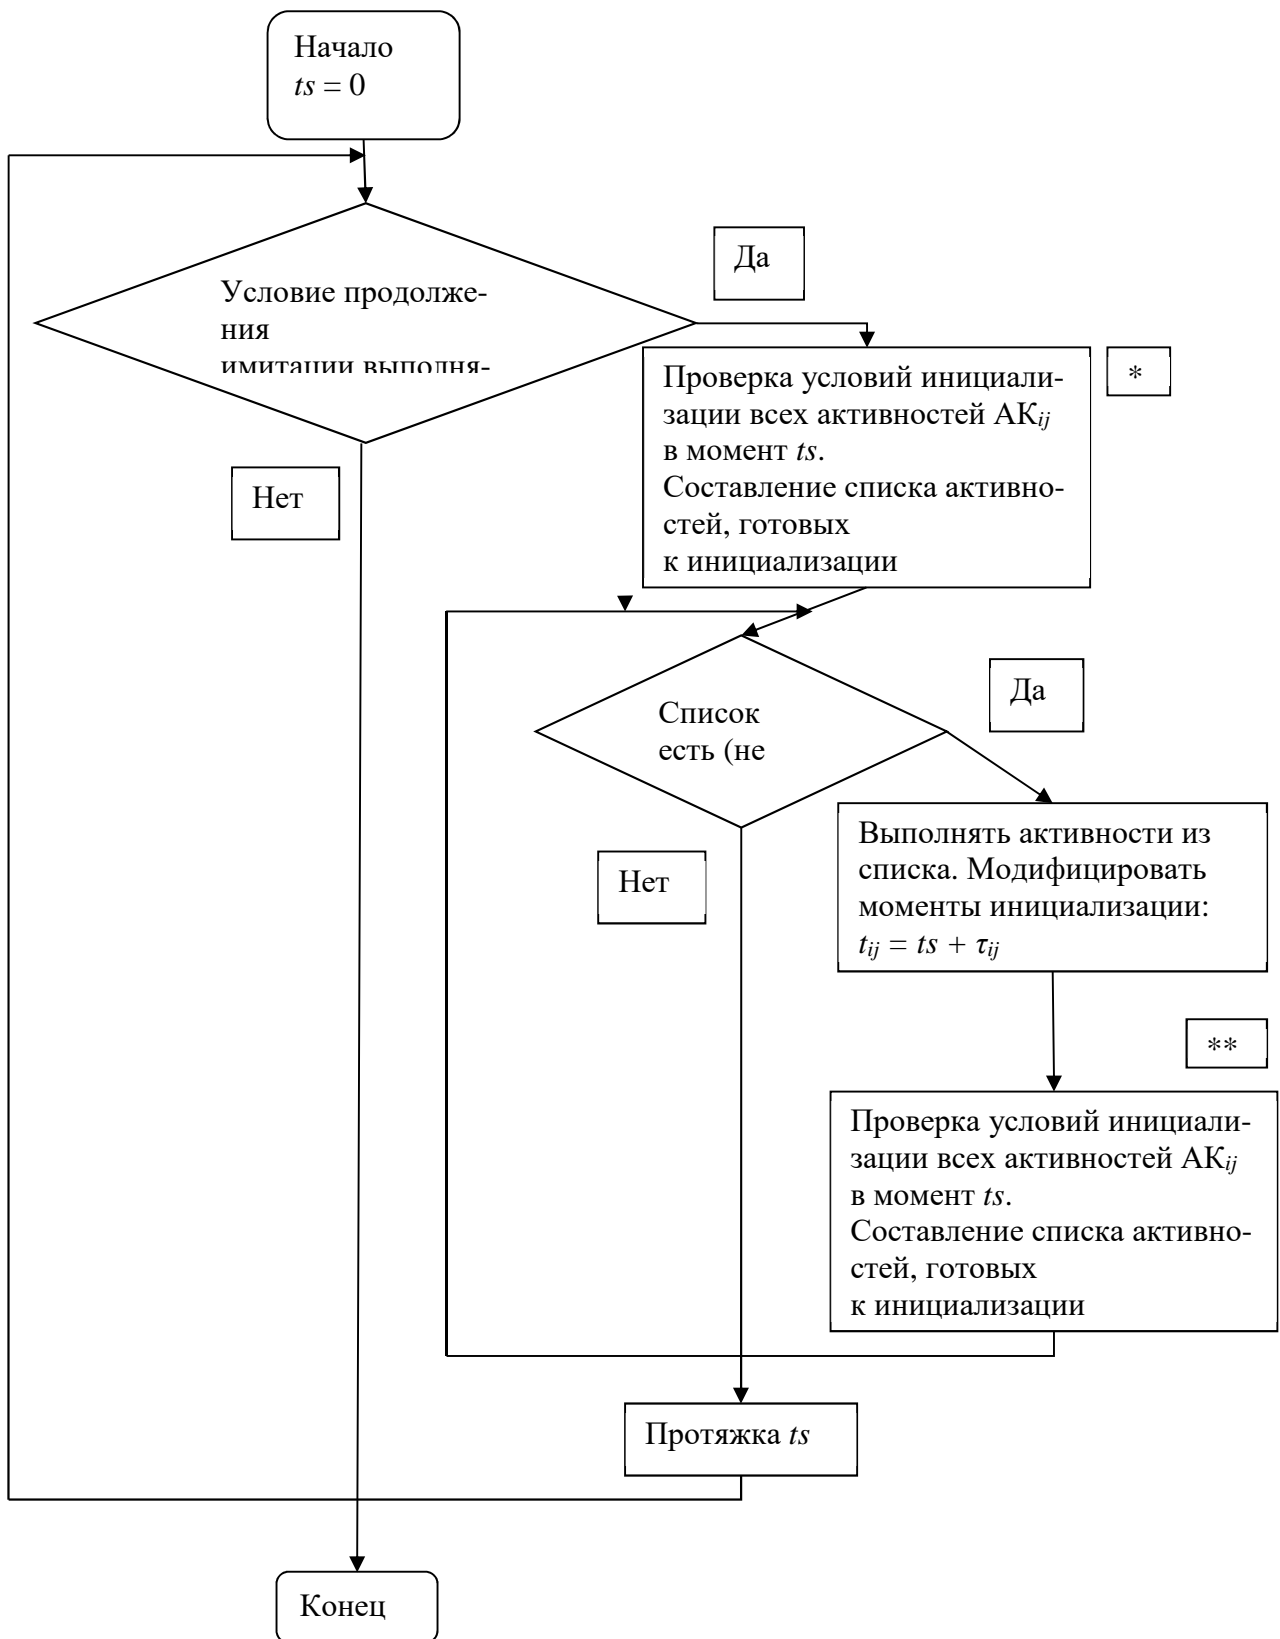 Начало
ts = 0
Да
Условие продолже-
ния
имитации выполня-
Проверка условий инициали-
зации всех активностей АКij
в момент ts.
Составление списка активно-
стей, готовых
к инициализации
*
Нет
Да
Список
есть (не
Выполнять активности из
списка. Модифицировать
моменты инициализации:
tij = ts + τij
Нет
**
Проверка условий инициали-
зации всех активностей АКij
в момент ts.
Составление списка активно-
стей, готовых
к инициализации
Протяжка ts
Конец